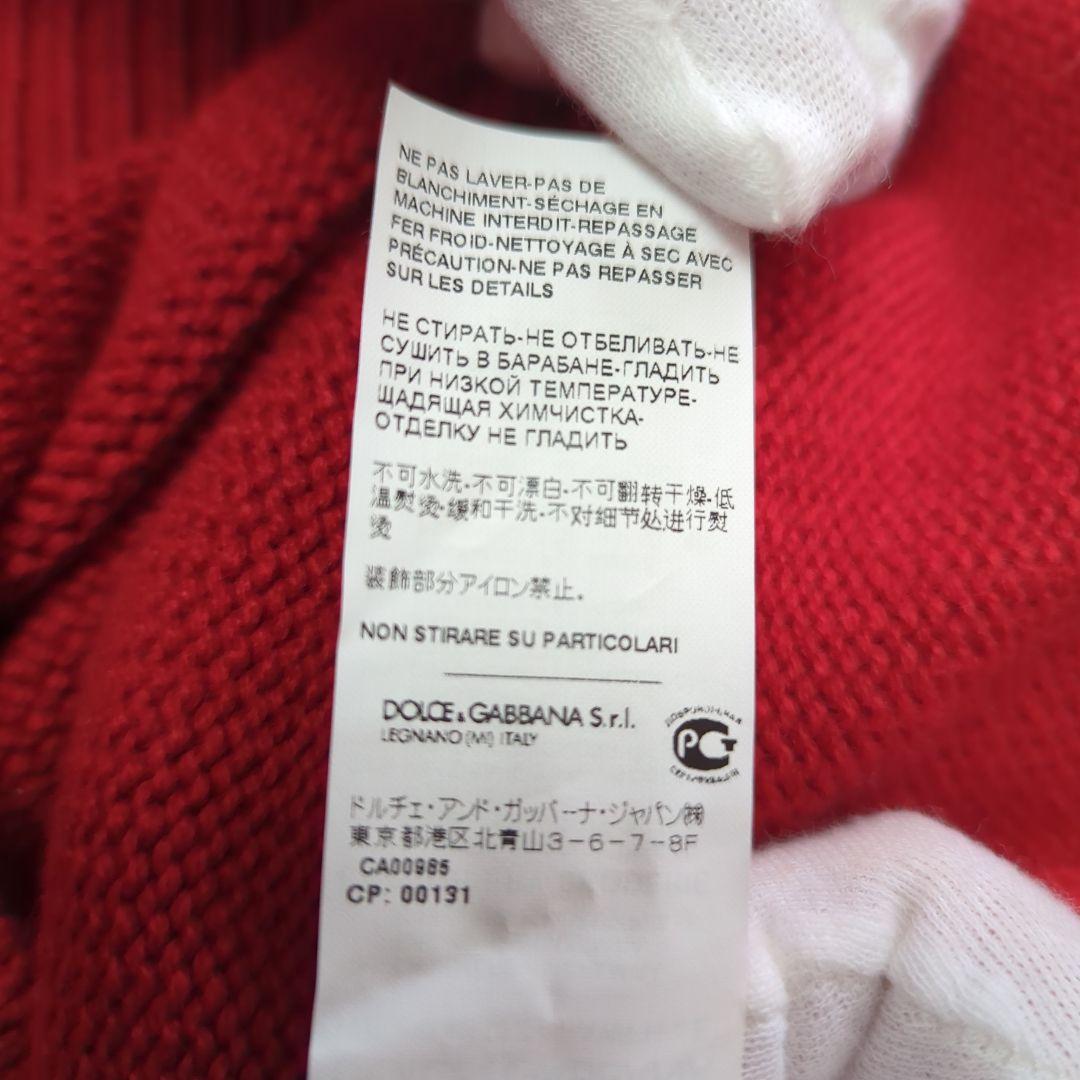 NE PAS LAVER-PAS DE
BLANCHIMENT-SÉCHAGE EN
MACHINE INTERDIT-REPASSAGE
FER FROID-NETTOYAGE À SEC AVEC
PRÉCAUTION-NE PAS REPASSER
SUR LES DETAILS
НЕ СТИРАТЬ-НЕ ОТБЕЛИВАТЬ-НЕ
СУШИТЬ В БАРАБАНЕ-ГЛАДИТЬ
ПРИ НИЗКОЙ ТЕМПЕРАТУРЕ-
ЩАДЯЩАЯ ХИМЧИСТКА-
ОТДЕЛКУ НЕ ГЛАДИТЬ
不可水洗-不可漂白-不可翻转干燥-低
温熨烫-缓和干洗-不对细节处进行熨
烫
装飾部分アイロン禁止.
NON STIRARE SU PARTICOLARI
DOLCE & GABBANA S.r.l.
LEGNANO (MI) ITALY
РСТ
ドルチェ・アンド・ガッバーナ・ジャパン㈱
東京都港区北青山3-6-7-8F
CA00985
CP: 00131